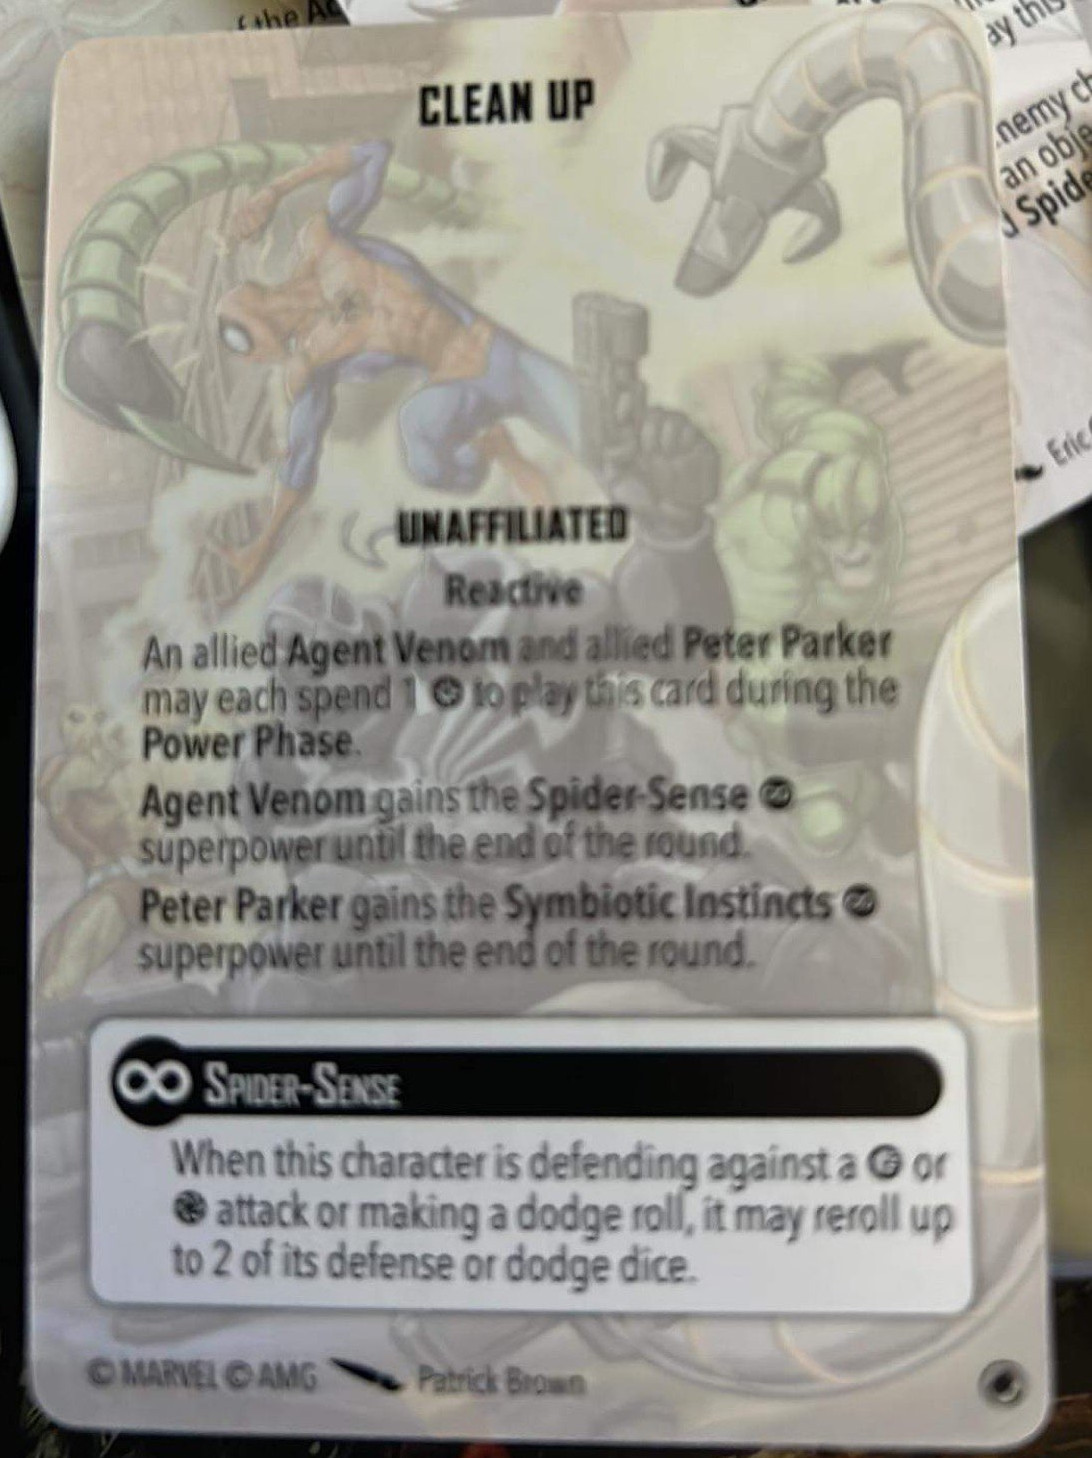 f the
ay this
CLEAN UP
nemy ch
an obje
Spide
Eric
UNAFFILIATED
Reactive
An allied Agent Venom and allied Peter Parker
may each spend 1 to play this card during the
Power Phase.
Agent Venom gains the Spider-Sense
superpower until the end of the round.
Peter Parker gains the Symbiotic Instincts
superpower until the end of the round.
∞ SPIDER-SENSE
When this character is defending against a or
attack or making a dodge roll, it may reroll up
to 2 of its defense or dodge dice.
© MARVEL © AMG Patrick Brown